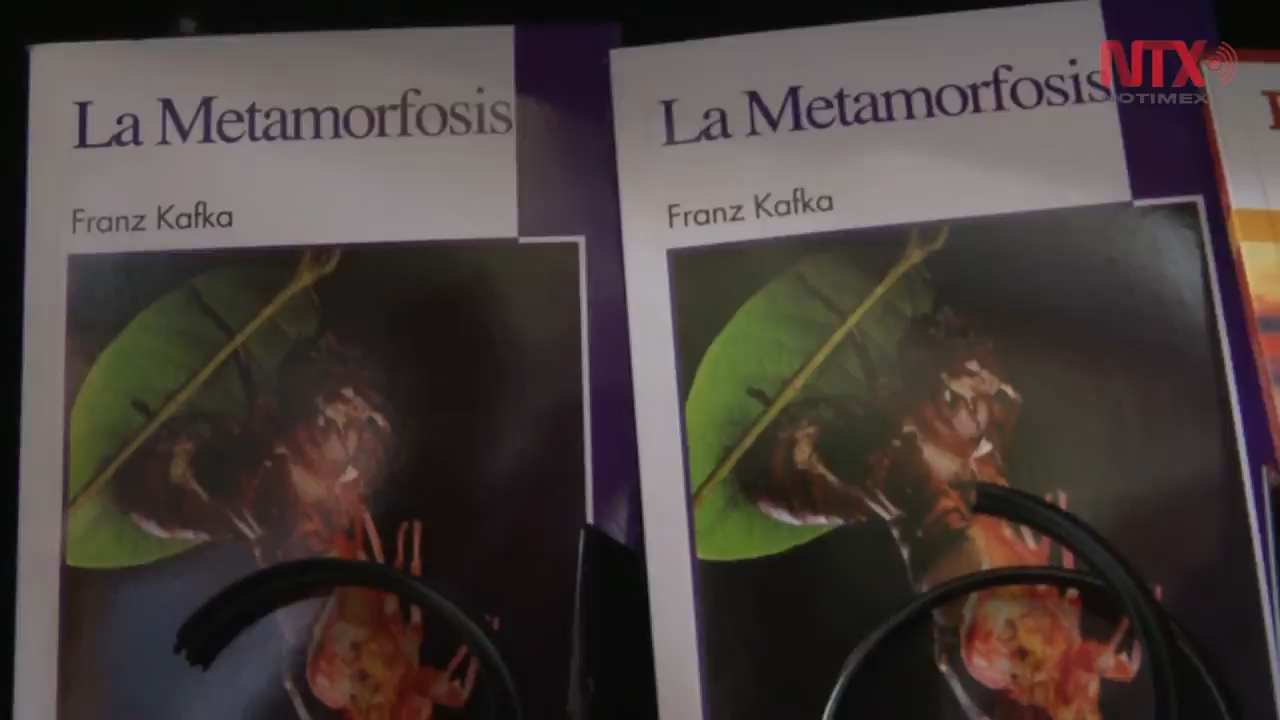 La Metamorfosis
Franz Kafka
La Metamorfosis
Franz Kafka
NTX
NOTIMEX